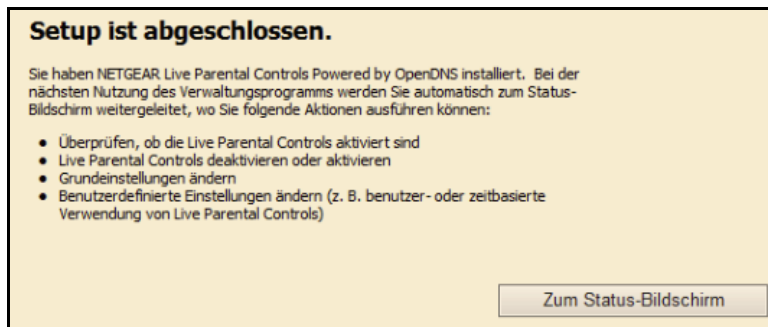 Setup ist abgeschlossen.
Sie haben NETGEAR Live Parental Controls Powered by OpenDNS installiert. Bei der
nächsten Nutzung des Verwaltungsprogramms werden Sie automatisch zum Status-
Bildschirm weitergeleitet, wo Sie folgende Aktionen ausführen können:
• Überprüfen, ob die Live Parental Controls aktiviert sind
• Live Parental Controls deaktivieren oder aktivieren
• Grundeinstellungen ändern
• Benutzerdefinierte Einstellungen ändern (z. B. benutzer- oder zeitbasierte
Verwendung von Live Parental Controls)
Zum Status-Bildschirm